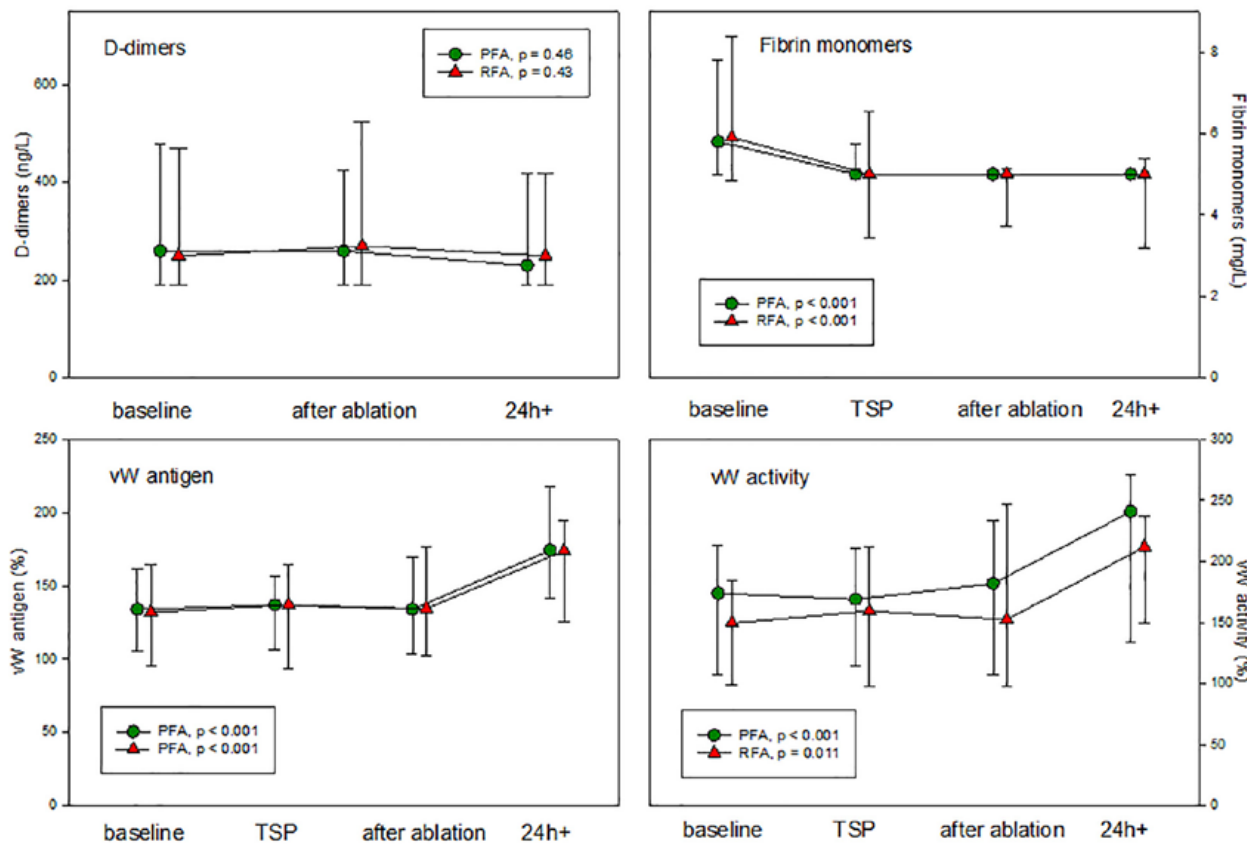 D-dimers
PFA, p = 0.46
RFA, p = 0.43
D-dimers (ng/L)
600
400
200
0
baseline after ablation 24h+
Fibrin monomers
PFA, p < 0.001
RFA, p < 0.001
Fibrin monomers (mg/L)
8
6
4
2
0
baseline TSP after ablation 24h+
vW antigen
PFA, p < 0.001
PFA, p < 0.001
vW antigen (%)
250
200
150
100
50
0
baseline TSP after ablation 24h+
vW activity
PFA, p < 0.001
RFA, p = 0.011
vW activity (%)
300
250
200
150
100
50
0
baseline TSP after ablation 24h+